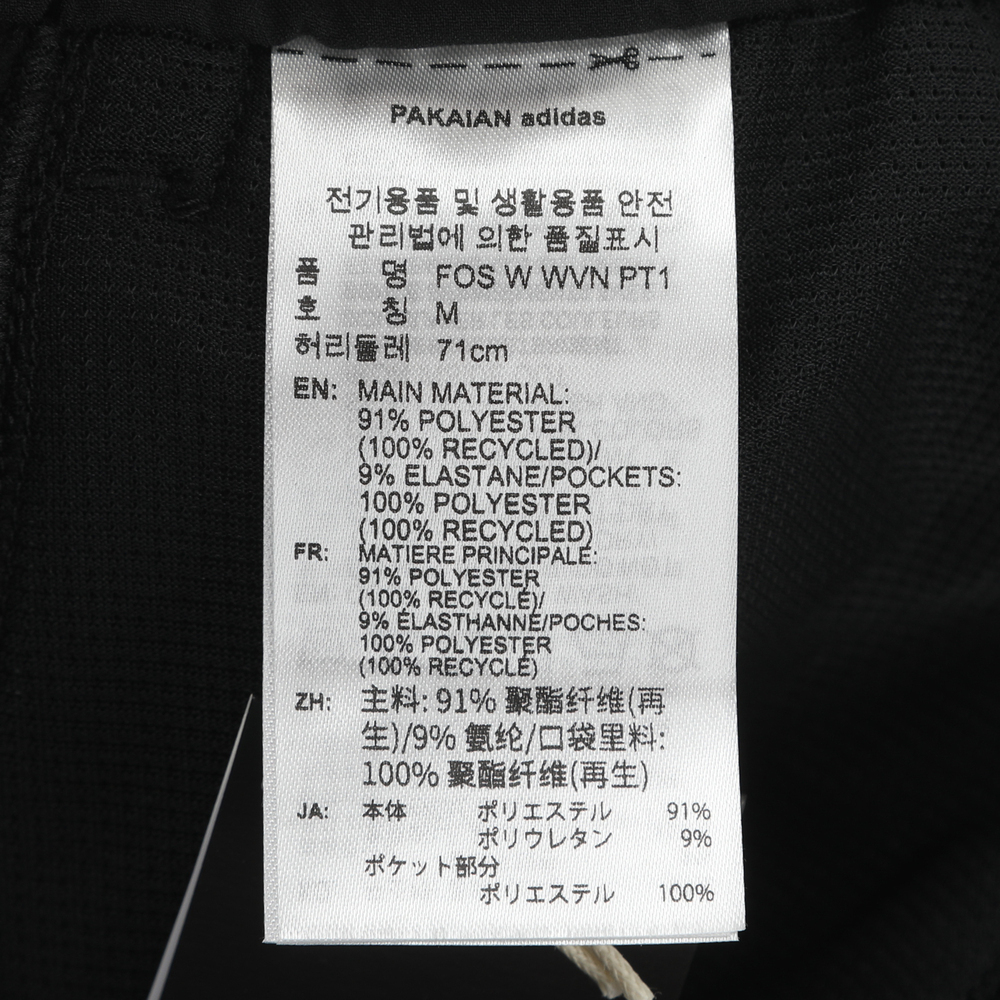 PAKAIAN adidas
전기용품 및 생활용품 안전
관리법에 의한 품질표시
품 명 FOS W WVN PT1
호 칭 M
허리둘레 71cm
EN: MAIN MATERIAL:
91% POLYESTER
(100% RECYCLED)/
9% ELASTANE/POCKETS:
100% POLYESTER
(100% RECYCLED)
FR: MATIERE PRINCIPALE:
91% POLYESTER
(100% RECYCLÉ)/
9% ÉLASTHANNE/POCHES:
100% POLYESTER
(100% RECYCLÉ)
ZH: 主料: 91% 聚酯纤维(再
生)/9% 氨纶/口袋里料:
100% 聚酯纤维(再生)
JA: 本体 ポリエステル 91%
ポリウレタン 9%
ポケット部分
ポリエステル 100%